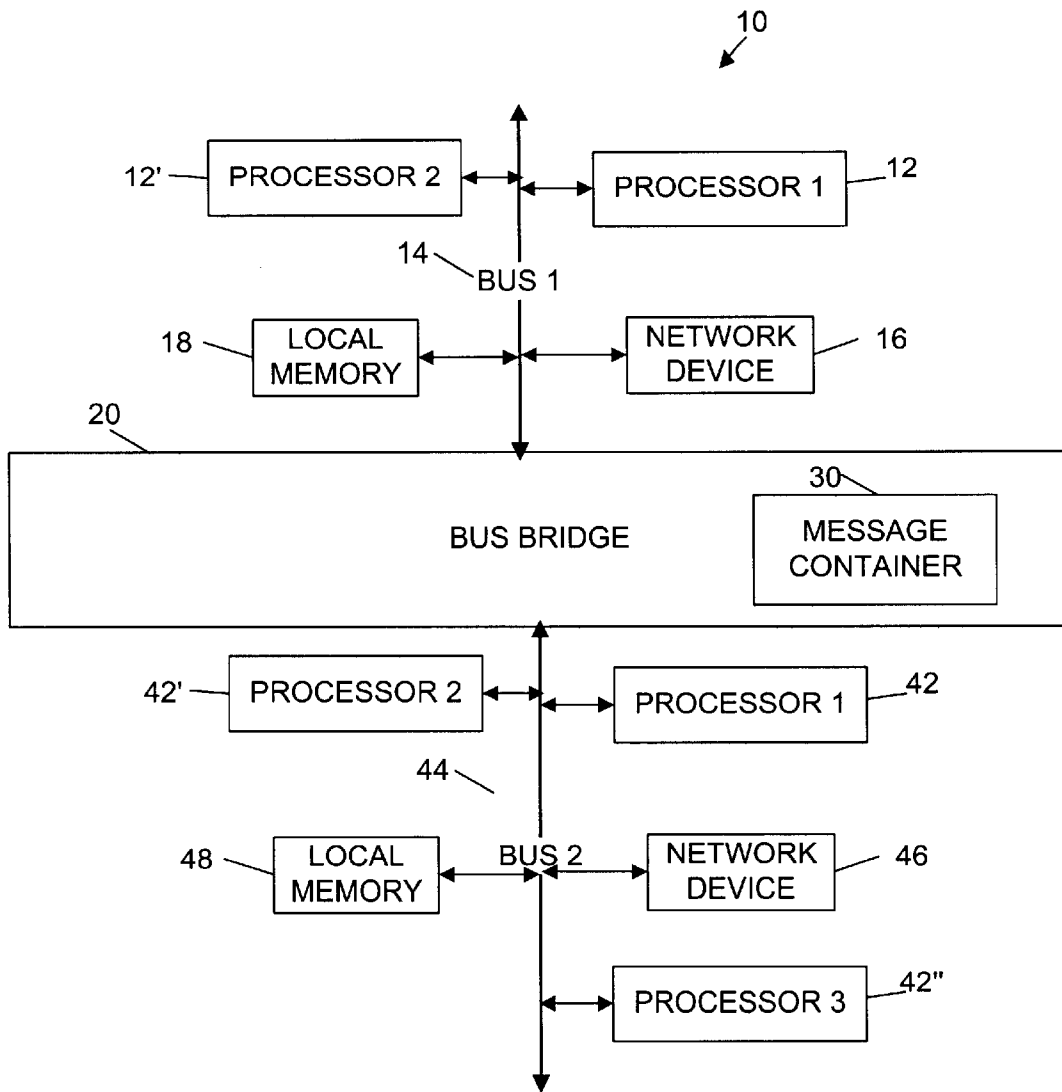 10
12'
PROCESSOR 2
PROCESSOR 1
12
14
BUS 1
18
LOCAL
MEMORY
NETWORK
DEVICE
16
20
BUS BRIDGE
30
MESSAGE
CONTAINER
42'
PROCESSOR 2
PROCESSOR 1
42
44
BUS 2
48
LOCAL
MEMORY
NETWORK
DEVICE
46
PROCESSOR 3
42"